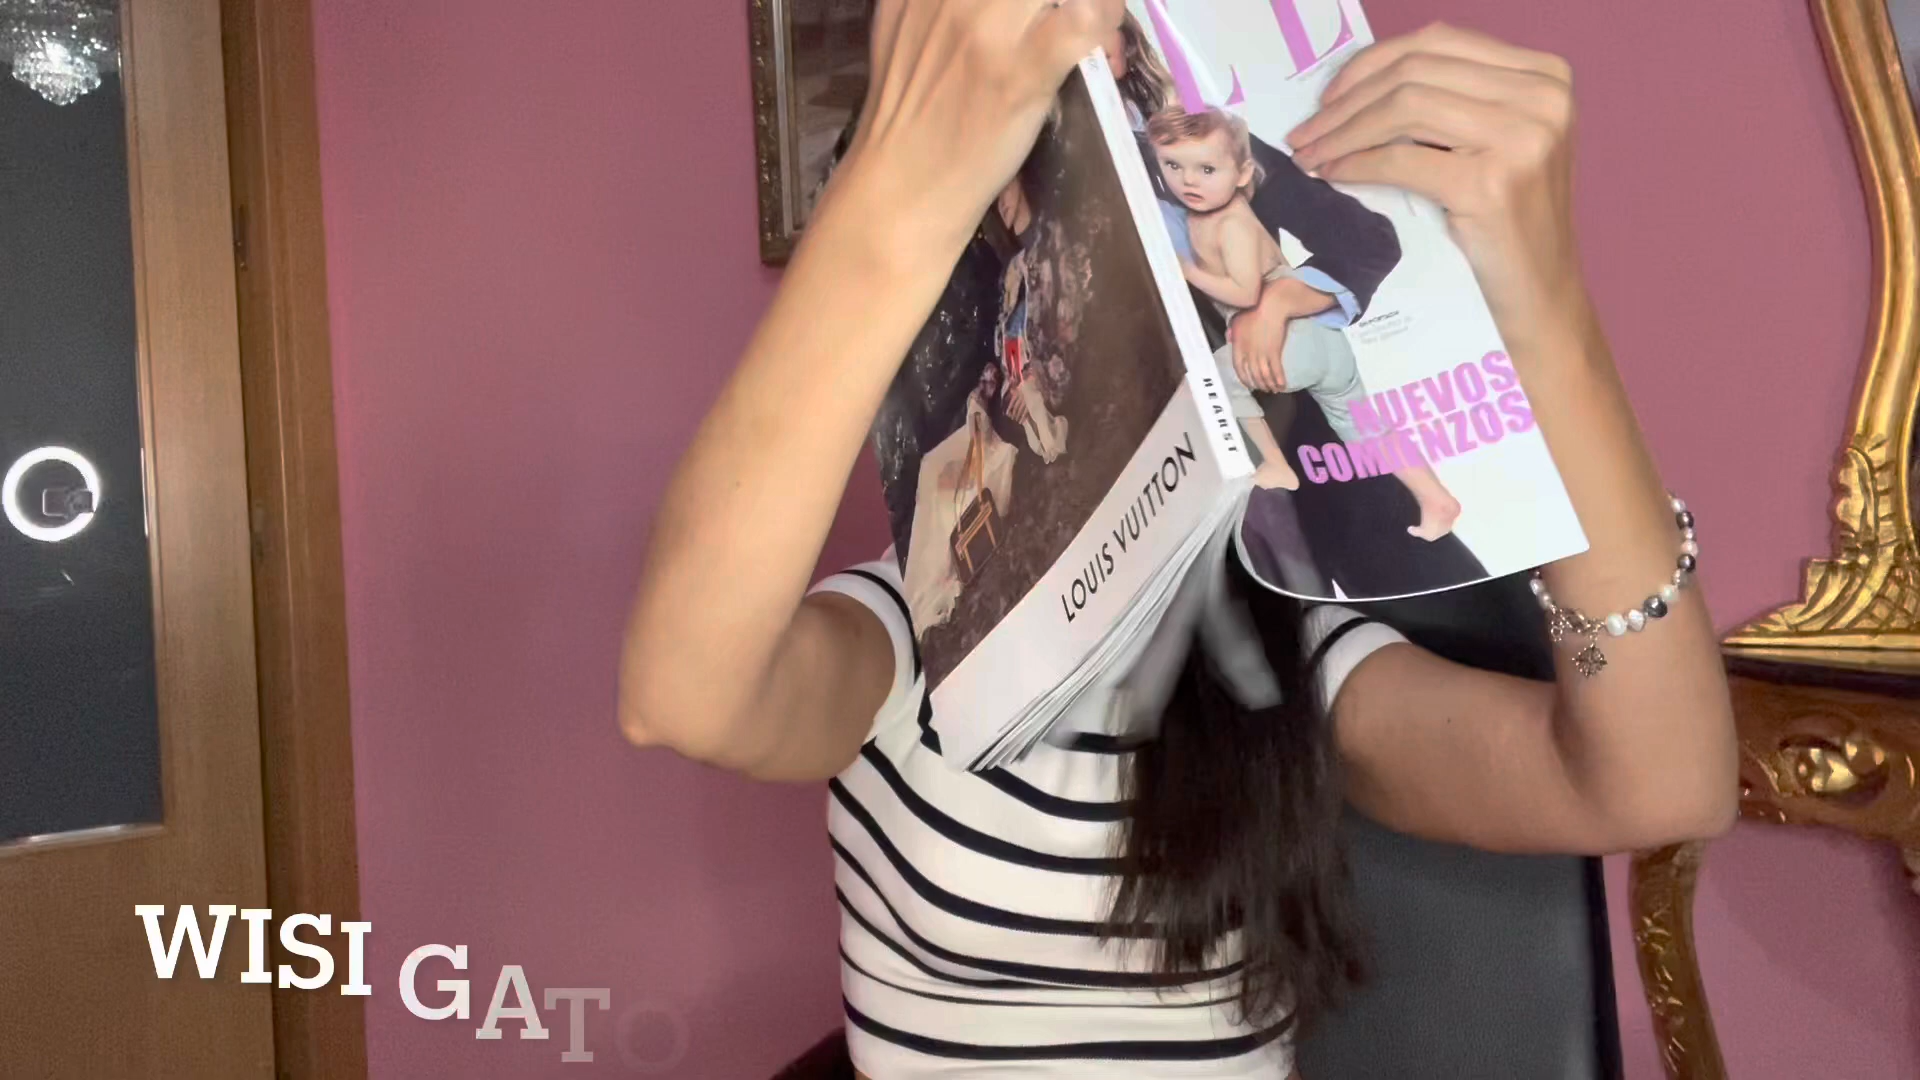 HEARST
NUEVOS
COMIENZOS
LOUIS VUITTON
WISI GATO